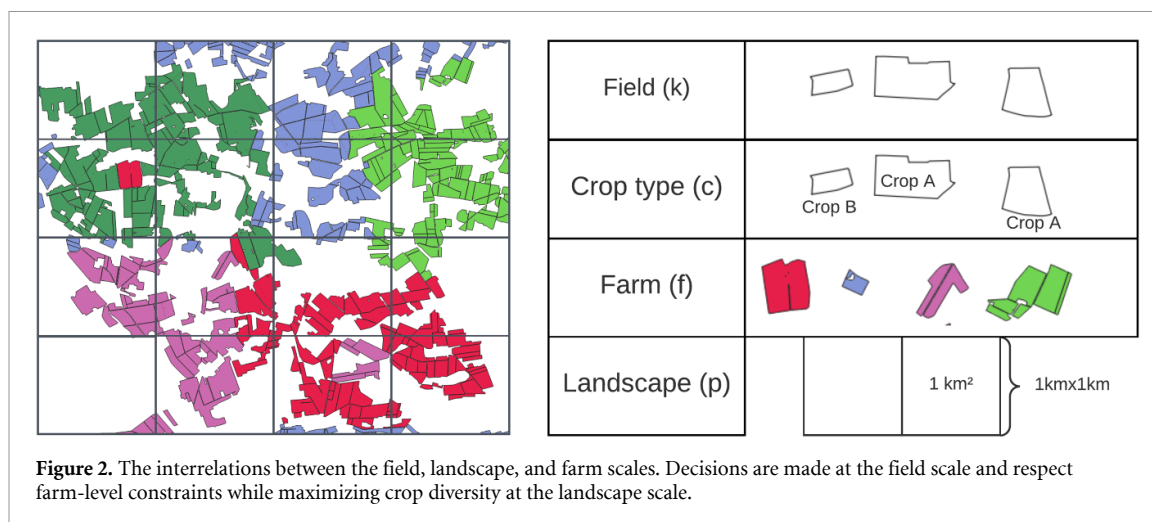 Field (k)
Crop type (c)
Crop A
Crop B
Crop A
Farm (f)
Landscape (p)
1 km²
1kmx1km
Figure 2. The interrelations between the field, landscape, and farm scales. Decisions are made at the field scale and respect
farm-level constraints while maximizing crop diversity at the landscape scale.